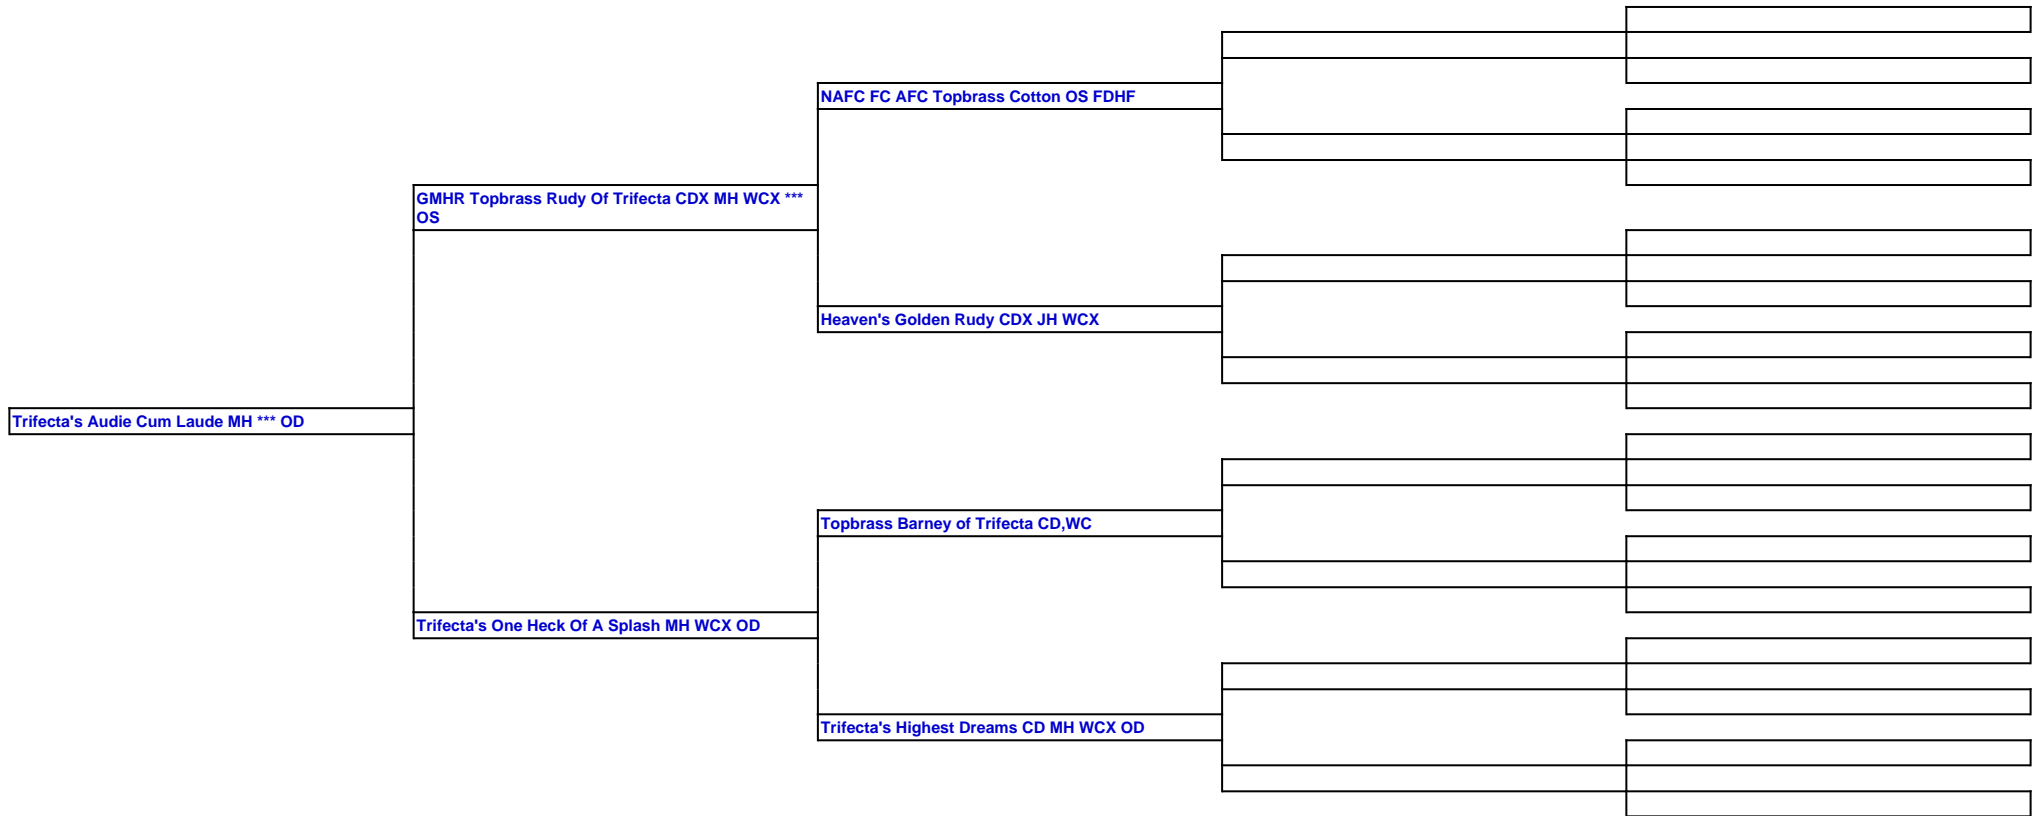 NAFC FC AFC Topbrass Cotton OS FDHF
GMHR Topbrass Rudy Of Trifecta CDX MH WCX ***
OS
Heaven's Golden Rudy CDX JH WCX
Trifecta's Audie Cum Laude MH *** OD
Topbrass Barney of Trifecta CD,WC
Trifecta's One Heck Of A Splash MH WCX OD
Trifecta's Highest Dreams CD MH WCX OD